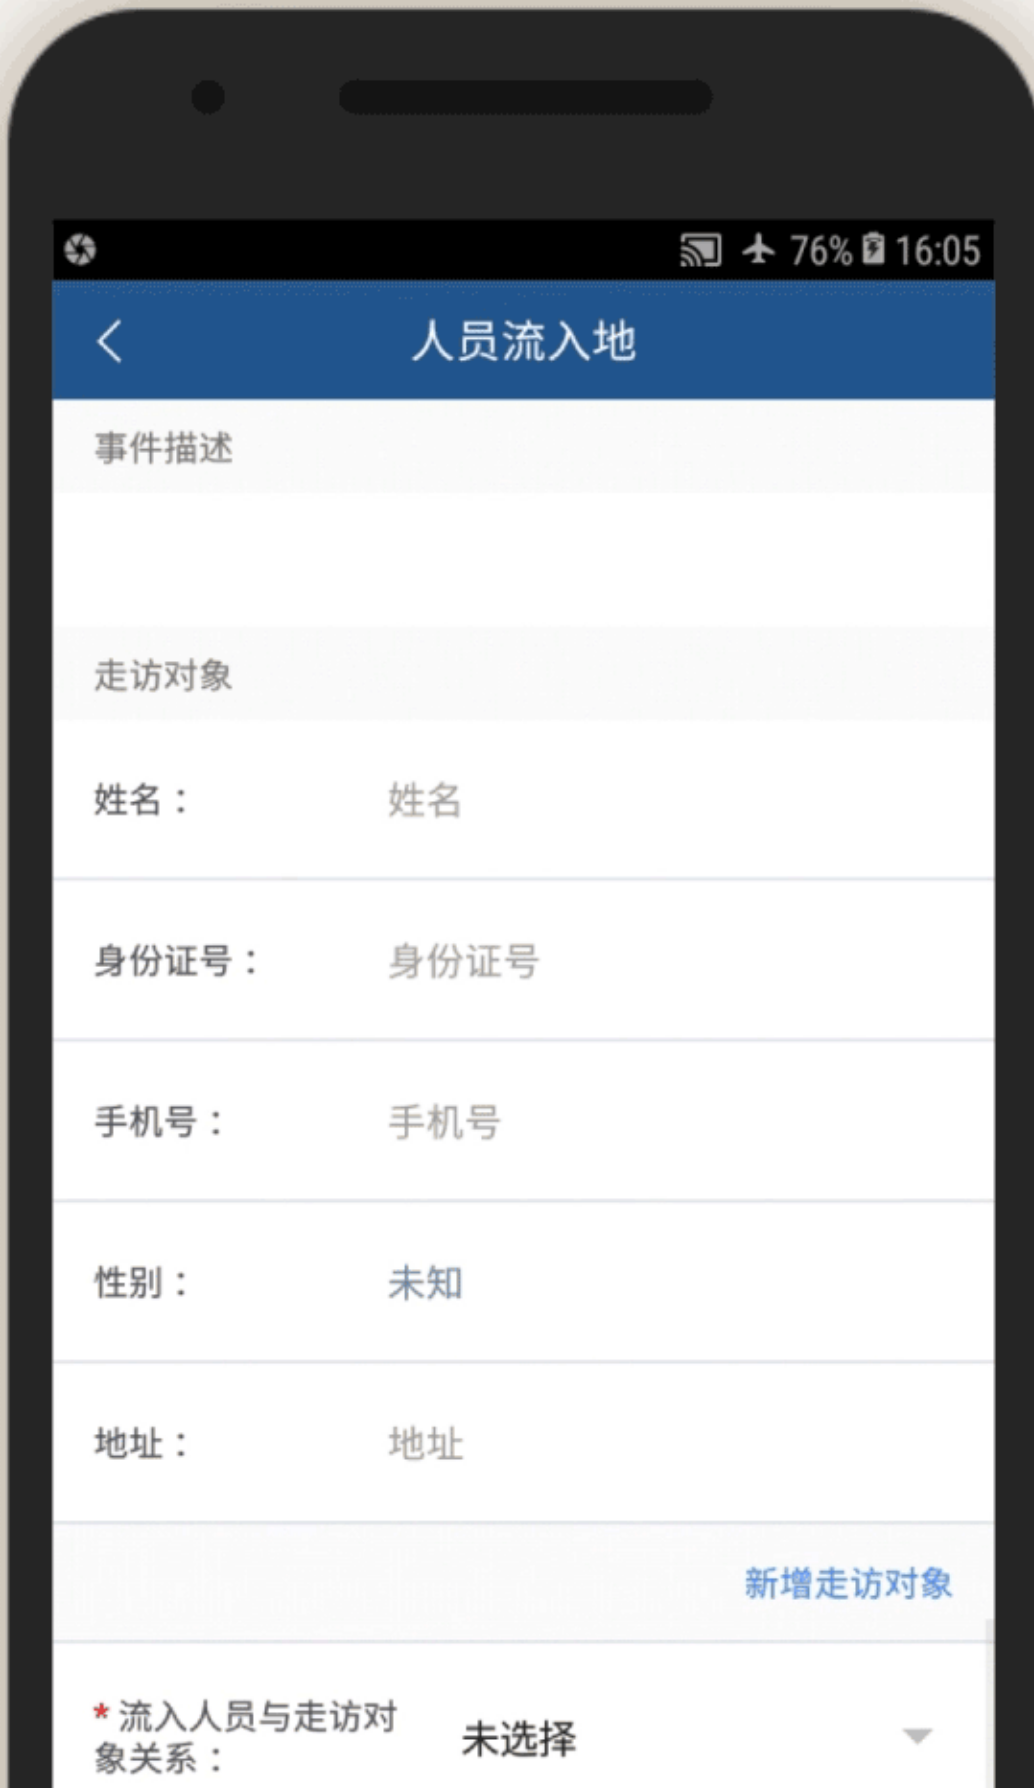 76% 16:05
人员流入地
事件描述
走访对象
姓名： 姓名
身份证号： 身份证号
手机号： 手机号
性别： 未知
地址： 地址
新增走访对象
* 流入人员与走访对
象关系： 未选择